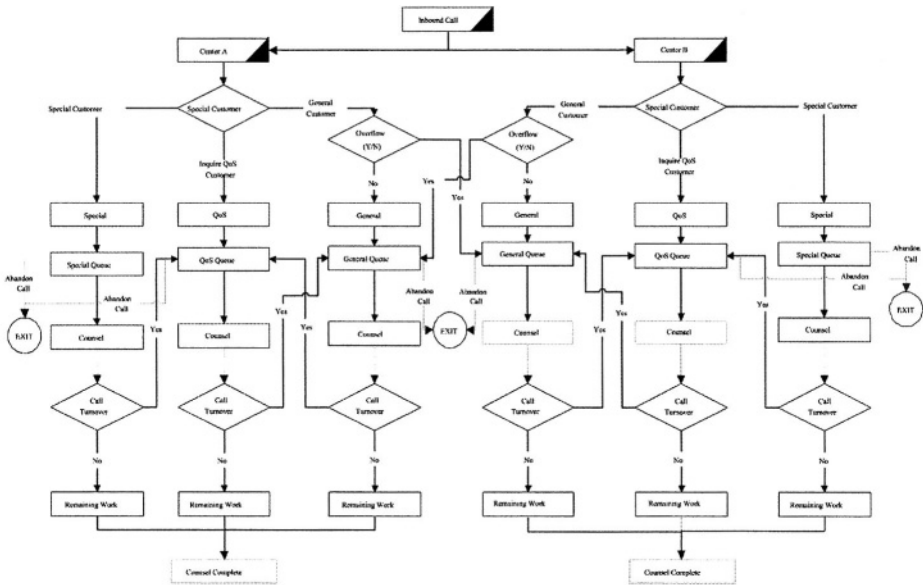 Inbound Call
Center A
Center B
Special Customer
Special Customer
General
Customer
General
Customer
Special Customer
Special Customer
Overflow
(Y/N)
Overflow
(Y/N)
Inquire QoS
Customer
Inquire QoS
Customer
Yes
Yes
No
No
Special
QoS
General
General
QoS
Special
Special Queue
QoS Queue
General Queue
General Queue
QoS Queue
Special Queue
Abandon
Call
Abandon
Call
Abandon
Call
Abandon
Call
Abandon
Call
Abandon
Call
EXIT
EXIT
EXIT
Yes
Yes
Yes
Yes
Yes
Yes
Counsel
Counsel
Counsel
Counsel
Counsel
Counsel
Call
Turnover
Call
Turnover
Call
Turnover
Call
Turnover
Call
Turnover
Call
Turnover
No
No
No
No
No
No
Remaining Work
Remaining Work
Remaining Work
Remaining Work
Remaining Work
Remaining Work
Counsel Complete
Counsel Complete